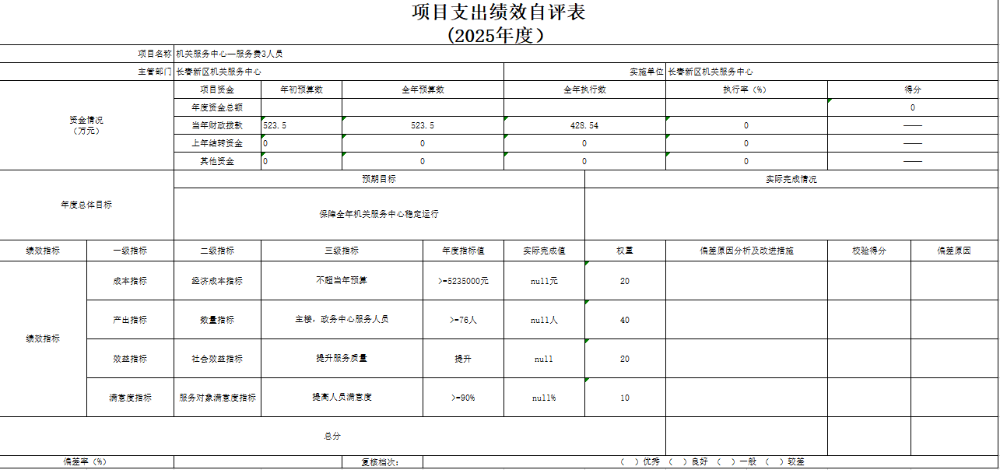 项目支出绩效自评表
(2025年度)
项目名称 机关服务中心—服务费3人员
主管部门 长春新区机关服务中心 实施单位 长春新区机关服务中心
资金情况
(万元)
项目资金 年初预算数 全年预算数 全年执行数 执行率(%) 得分
年度资金总额 0
当年财政拨款 523.5 523.5 428.54 0 ——
上年结转资金 0 0 0 0 ——
其他资金 0 0 0 0 ——
年度总体目标
预期目标 实际完成情况
保障全年机关服务中心稳定运行
绩效指标 一级指标 二级指标 三级指标 年度指标值 实际完成值 权重 偏差原因分析及改进措施 校验得分 偏差原因
绩效指标
成本指标 经济成本指标 不超当年预算 >=5235000元 null元 20
产出指标 数量指标 主楼,政务中心服务人员 >=76人 null人 40
效益指标 社会效益指标 提升服务质量 提升 null 20
满意度指标 服务对象满意度指标 提高人员满意度 >=90% null% 10
总分
偏差率(%) 复核档次: ( )优秀 ( )良好 ( )一般 ( )较差